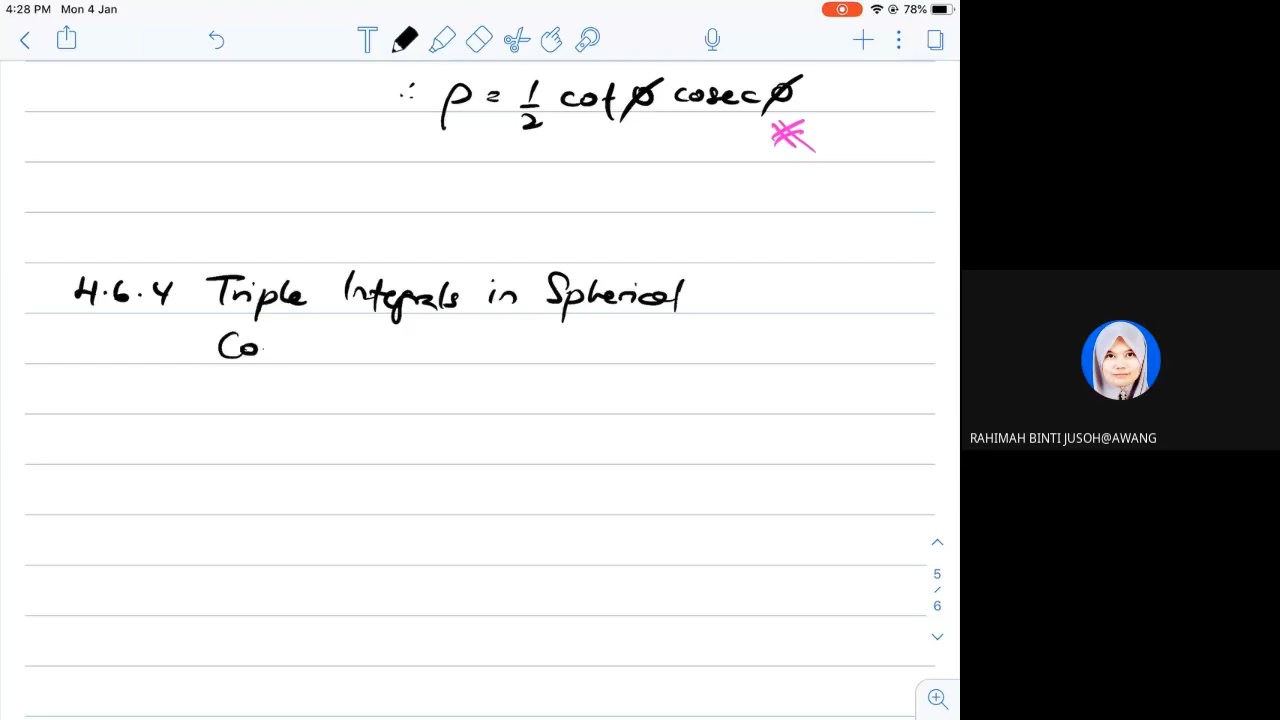 4:28 PM Mon 4 Jan
78%
∴ ρ = 1/2 cot φ cosec φ
4.6.4 Triple Integrals in Spherical
Co
5
/
6
RAHIMAH BINTI JUSOH@AWANG